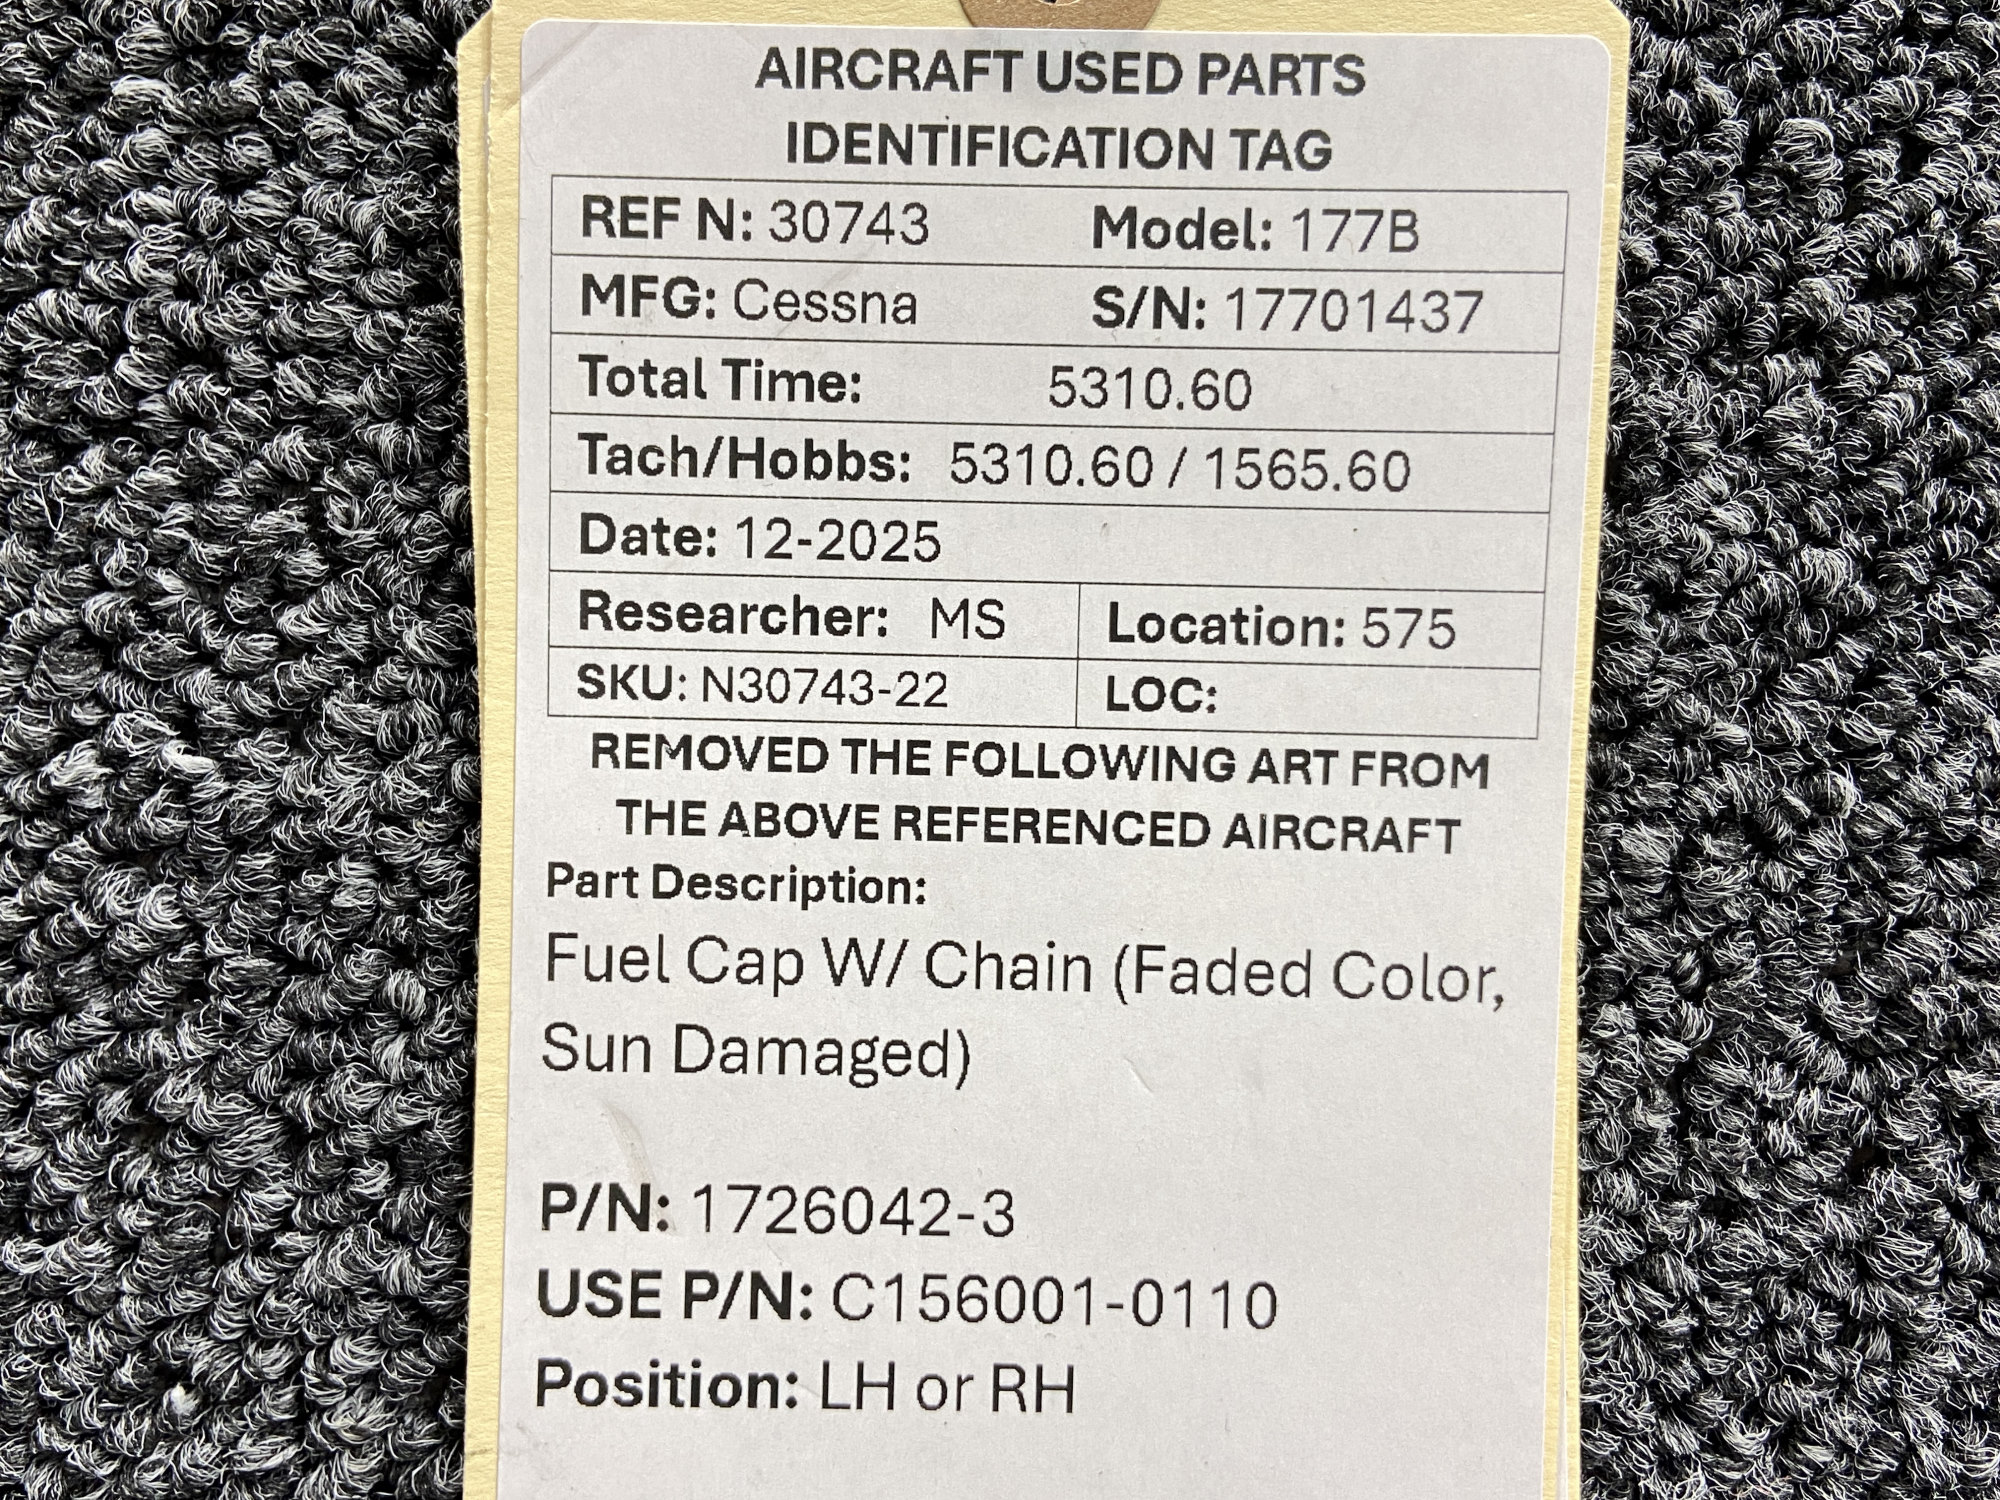 AIRCRAFT USED PARTS
IDENTIFICATION TAG
REF N: 30743 Model: 177B
MFG: Cessna S/N: 17701437
Total Time: 5310.60
Tach/Hobbs: 5310.60 / 1565.60
Date: 12-2025
Researcher: MS Location: 575
SKU: N30743-22 LOC:
REMOVED THE FOLLOWING ART FROM
THE ABOVE REFERENCED AIRCRAFT
Part Description:
Fuel Cap W/ Chain (Faded Color,
Sun Damaged)
P/N: 1726042-3
USE P/N: C156001-0110
Position: LH or RH